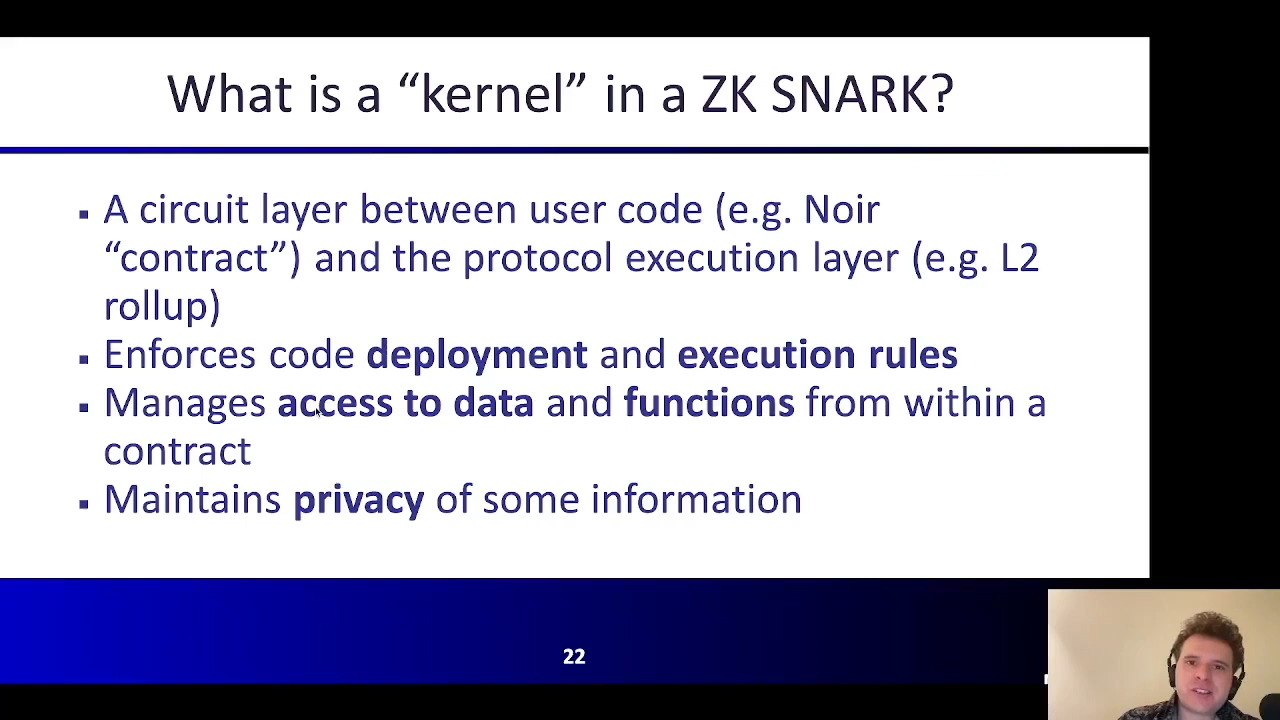 What is a “kernel” in a ZK SNARK?
▪ A circuit layer between user code (e.g. Noir
“contract”) and the protocol execution layer (e.g. L2
rollup)
▪ Enforces code deployment and execution rules
▪ Manages access to data and functions from within a
contract
▪ Maintains privacy of some information
22